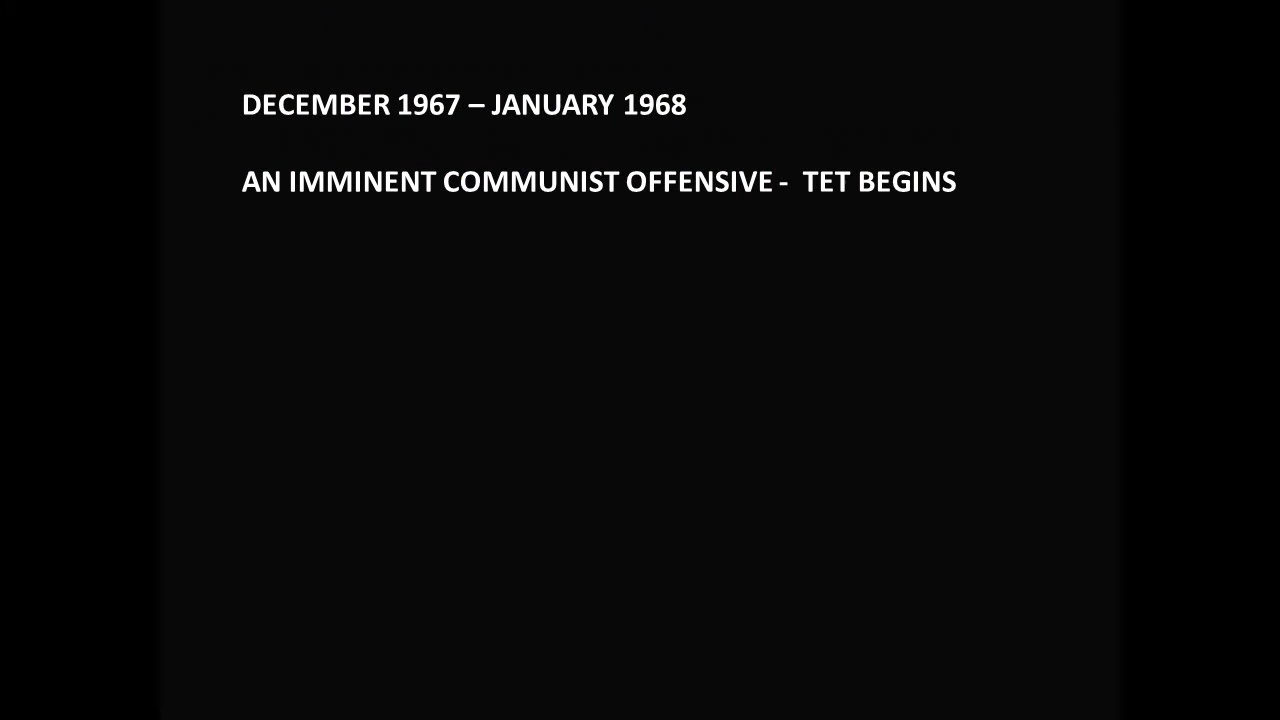 DECEMBER 1967 – JANUARY 1968
AN IMMINENT COMMUNIST OFFENSIVE -  TET BEGINS